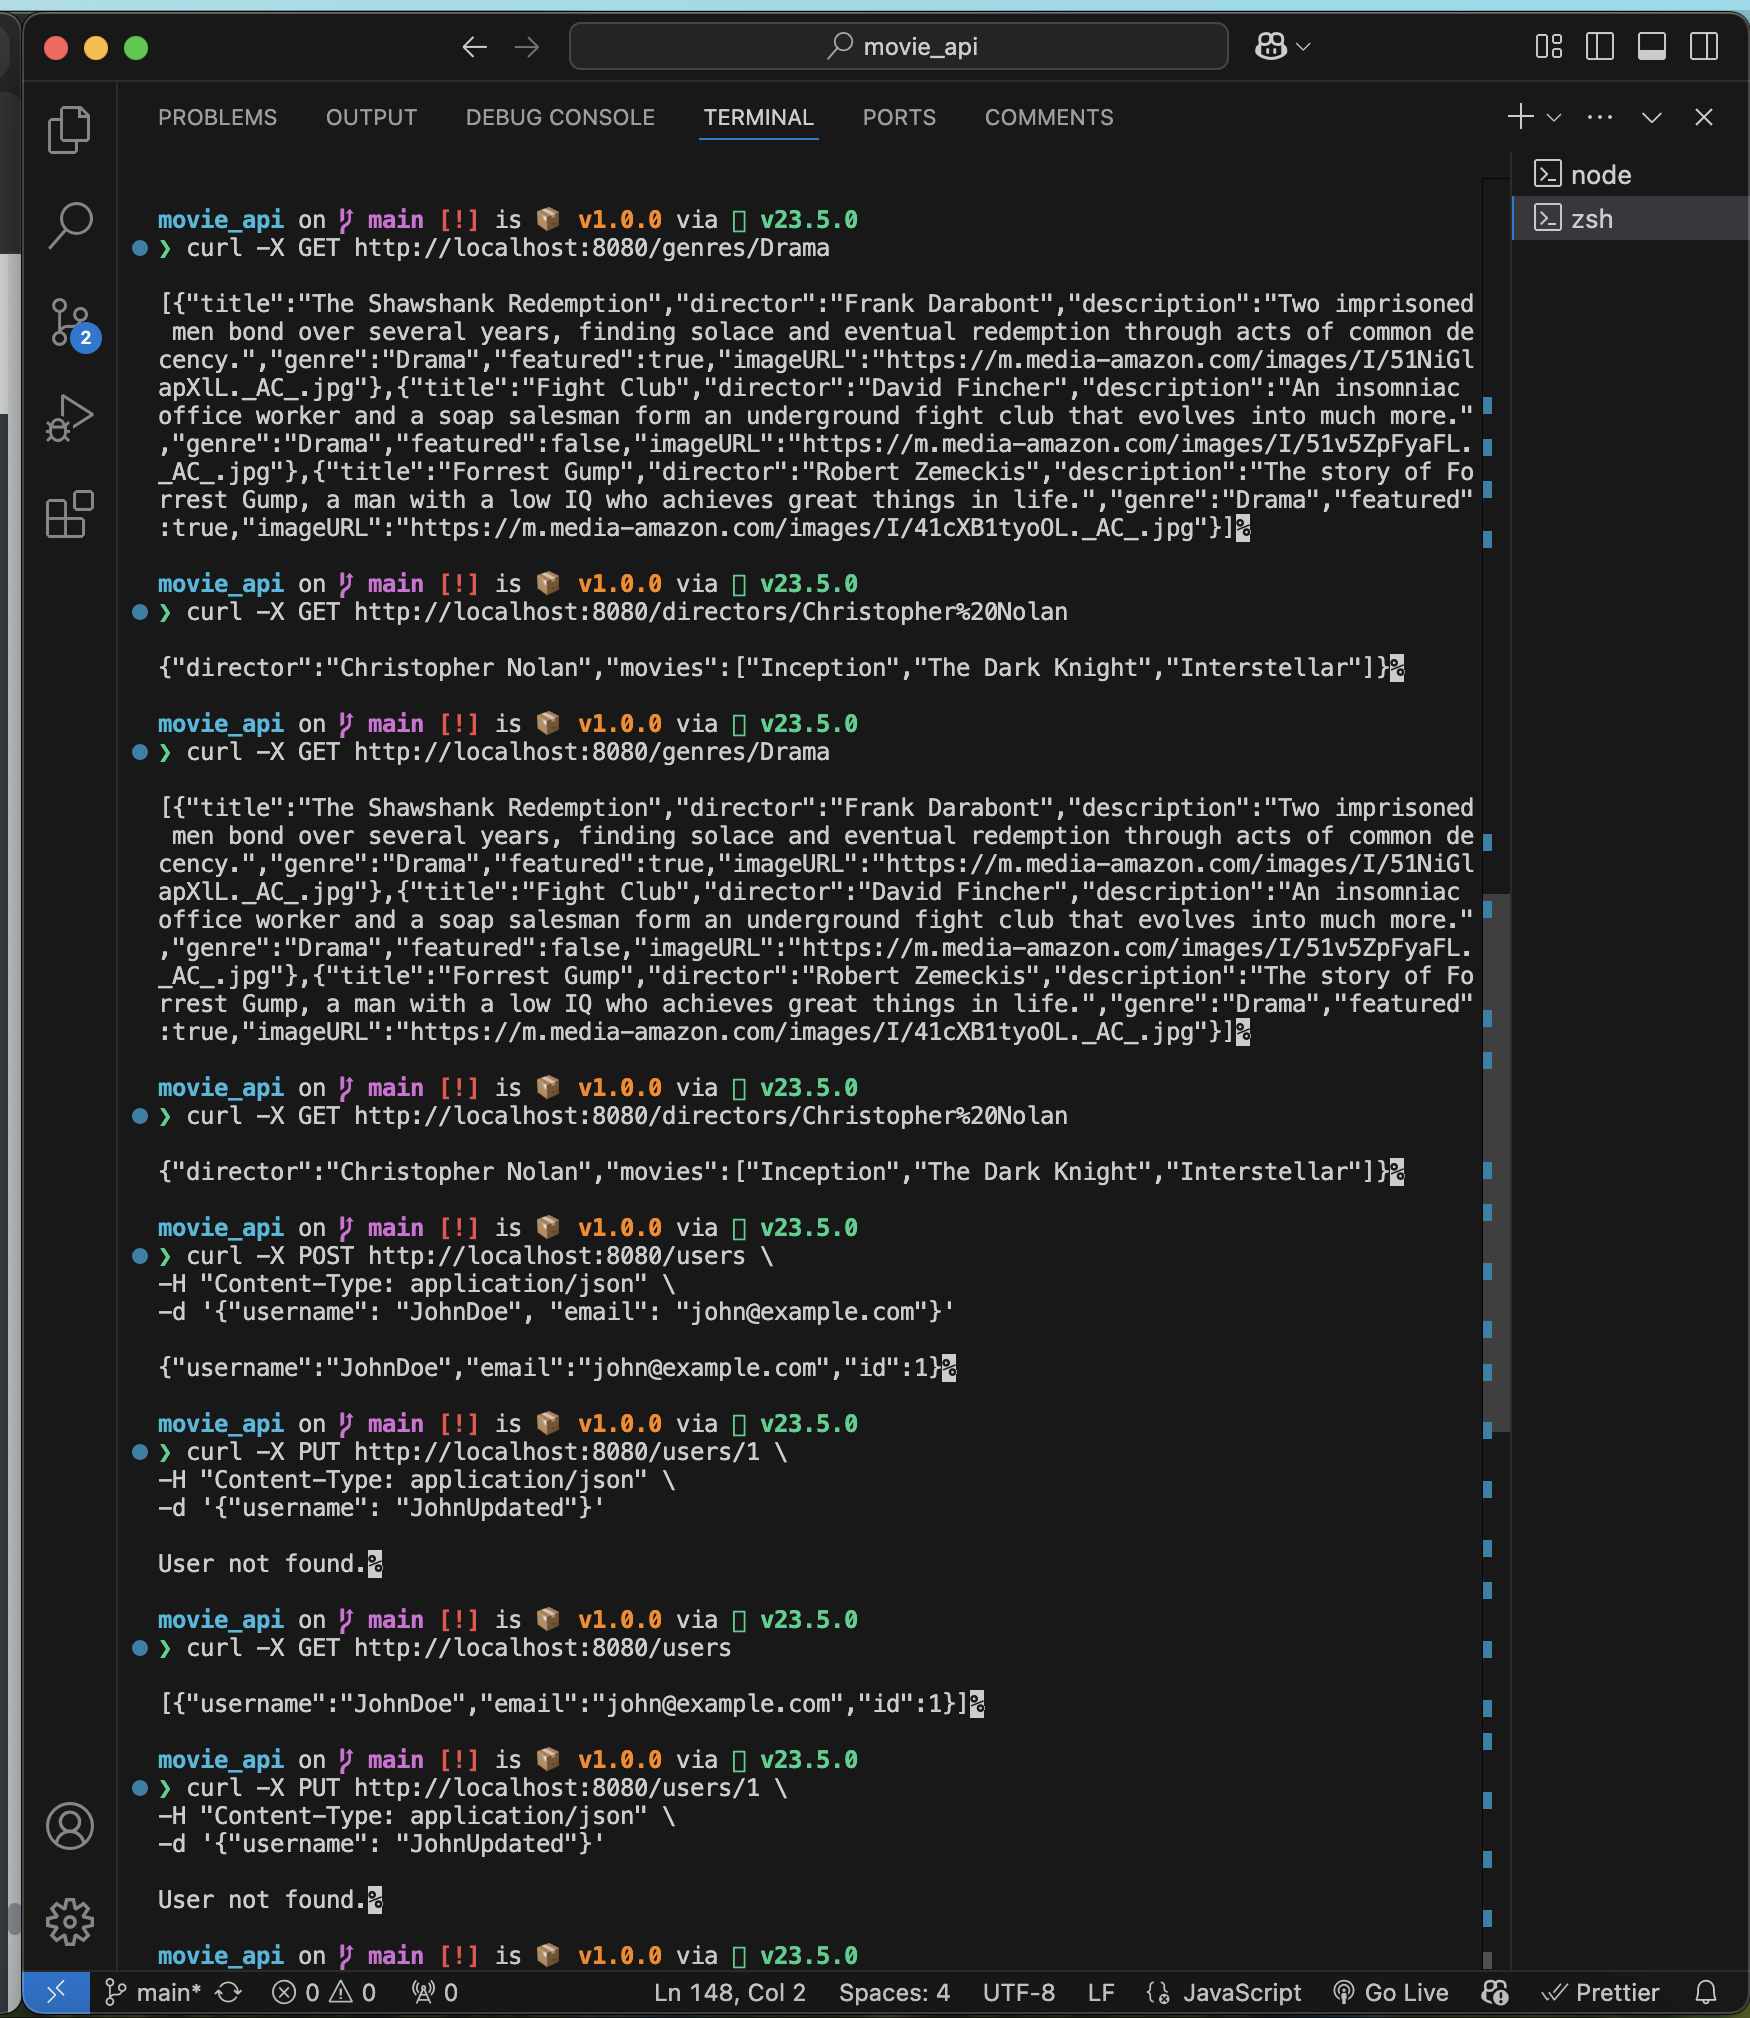 movie_api
PROBLEMS OUTPUT DEBUG CONSOLE TERMINAL PORTS COMMENTS
node
zsh
2
movie_api on main [!] is 📦 v1.0.0 via v23.5.0
❯ curl -X GET http://localhost:8080/genres/Drama
[{"title":"The Shawshank Redemption","director":"Frank Darabont","description":"Two imprisoned
men bond over several years, finding solace and eventual redemption through acts of common de
cency.","genre":"Drama","featured":true,"imageURL":"https://m.media-amazon.com/images/I/51NiGl
apXlL._AC_.jpg"},{"title":"Fight Club","director":"David Fincher","description":"An insomniac
office worker and a soap salesman form an underground fight club that evolves into much more."
,"genre":"Drama","featured":false,"imageURL":"https://m.media-amazon.com/images/I/51v5ZpFyaFL.
_AC_.jpg"},{"title":"Forrest Gump","director":"Robert Zemeckis","description":"The story of Fo
rrest Gump, a man with a low IQ who achieves great things in life.","genre":"Drama","featured"
:true,"imageURL":"https://m.media-amazon.com/images/I/41cXB1tyoOL._AC_.jpg"}]%
movie_api on main [!] is 📦 v1.0.0 via v23.5.0
❯ curl -X GET http://localhost:8080/directors/Christopher%20Nolan
{"director":"Christopher Nolan","movies":["Inception","The Dark Knight","Interstellar"]}%
movie_api on main [!] is 📦 v1.0.0 via v23.5.0
❯ curl -X GET http://localhost:8080/genres/Drama
[{"title":"The Shawshank Redemption","director":"Frank Darabont","description":"Two imprisoned
men bond over several years, finding solace and eventual redemption through acts of common de
cency.","genre":"Drama","featured":true,"imageURL":"https://m.media-amazon.com/images/I/51NiGl
apXlL._AC_.jpg"},{"title":"Fight Club","director":"David Fincher","description":"An insomniac
office worker and a soap salesman form an underground fight club that evolves into much more."
,"genre":"Drama","featured":false,"imageURL":"https://m.media-amazon.com/images/I/51v5ZpFyaFL.
_AC_.jpg"},{"title":"Forrest Gump","director":"Robert Zemeckis","description":"The story of Fo
rrest Gump, a man with a low IQ who achieves great things in life.","genre":"Drama","featured"
:true,"imageURL":"https://m.media-amazon.com/images/I/41cXB1tyoOL._AC_.jpg"}]%
movie_api on main [!] is 📦 v1.0.0 via v23.5.0
❯ curl -X GET http://localhost:8080/directors/Christopher%20Nolan
{"director":"Christopher Nolan","movies":["Inception","The Dark Knight","Interstellar"]}%
movie_api on main [!] is 📦 v1.0.0 via v23.5.0
❯ curl -X POST http://localhost:8080/users \
-H "Content-Type: application/json" \
-d '{"username": "JohnDoe", "email": "john@example.com"}'
{"username":"JohnDoe","email":"john@example.com","id":1}%
movie_api on main [!] is 📦 v1.0.0 via v23.5.0
❯ curl -X PUT http://localhost:8080/users/1 \
-H "Content-Type: application/json" \
-d '{"username": "JohnUpdated"}'
User not found.%
movie_api on main [!] is 📦 v1.0.0 via v23.5.0
❯ curl -X GET http://localhost:8080/users
[{"username":"JohnDoe","email":"john@example.com","id":1}]%
movie_api on main [!] is 📦 v1.0.0 via v23.5.0
❯ curl -X PUT http://localhost:8080/users/1 \
-H "Content-Type: application/json" \
-d '{"username": "JohnUpdated"}'
User not found.%
movie_api on main [!] is 📦 v1.0.0 via v23.5.0
main* 0 0 0 Ln 148, Col 2 Spaces: 4 UTF-8 LF JavaScript Go Live Prettier